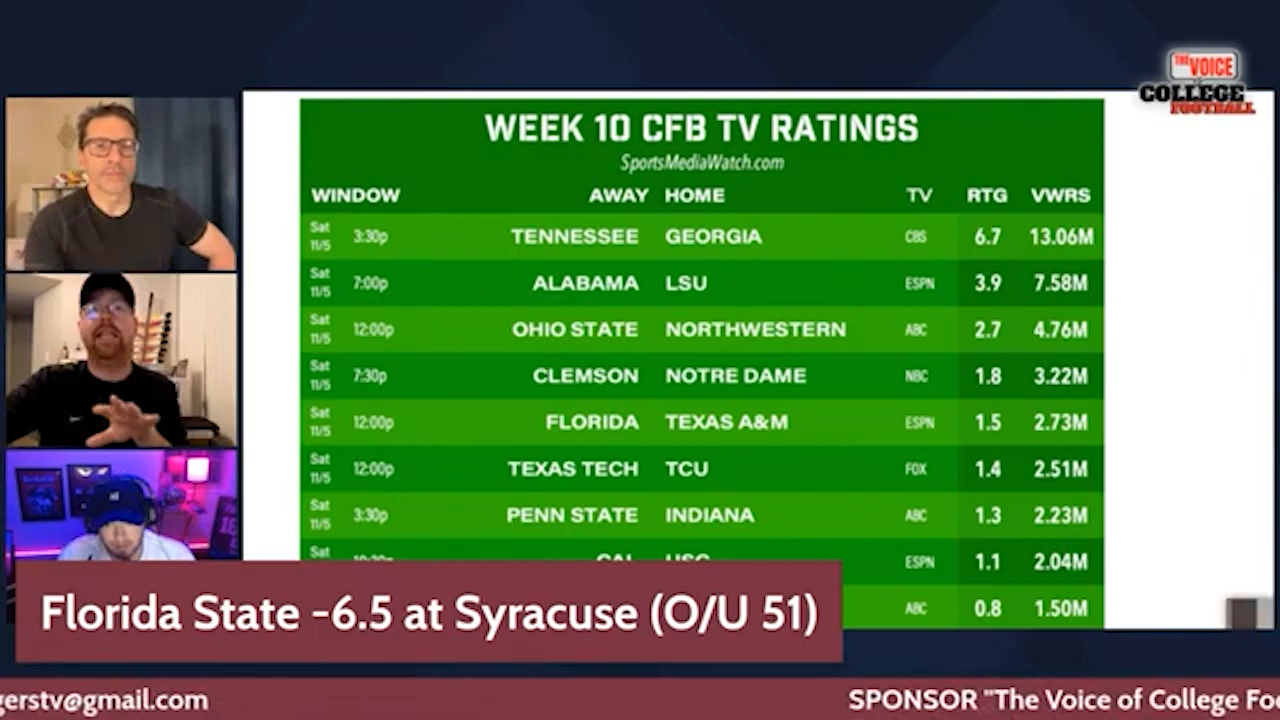 THE VOICE
COLLEGE
FOOTBALL
WEEK 10 CFB TV RATINGS
SportsMediaWatch.com
WINDOW AWAY HOME TV RTG VWRS
Sat 11/5 3:30p TENNESSEE GEORGIA CBS 6.7 13.06M
Sat 11/5 7:00p ALABAMA LSU ESPN 3.9 7.58M
Sat 11/5 12:00p OHIO STATE NORTHWESTERN ABC 2.7 4.76M
Sat 11/5 7:30p CLEMSON NOTRE DAME NBC 1.8 3.22M
Sat 11/5 12:00p FLORIDA TEXAS A&M ESPN 1.5 2.73M
Sat 11/5 12:00p TEXAS TECH TCU FOX 1.4 2.51M
Sat 11/5 3:30p PENN STATE INDIANA ABC 1.3 2.23M
Sat CAL USC ESPN 1.1 2.04M
ABC 0.8 1.50M
Florida State -6.5 at Syracuse (O/U 51)
gerstv@gmail.com SPONSOR "The Voice of College Foo